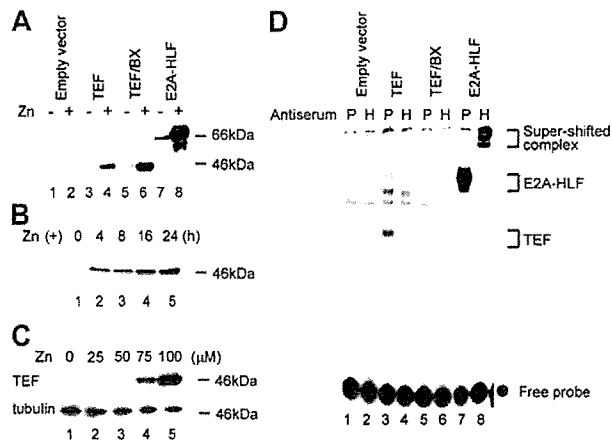 A
Empty vector
TEF
TEF/BX
E2A-HLF
Zn - + - + - + - +
66kDa
46kDa
1 2 3 4 5 6 7 8
B
Zn (+) 0 4 8 16 24 (h)
46kDa
1 2 3 4 5
C
Zn 0 25 50 75 100 (μM)
TEF
46kDa
tubulin
46kDa
1 2 3 4 5
D
Empty vector
TEF
TEF/BX
E2A-HLF
Antiserum P H P H P H P H
Super-shifted
complex
E2A-HLF
TEF
Free probe
1 2 3 4 5 6 7 8